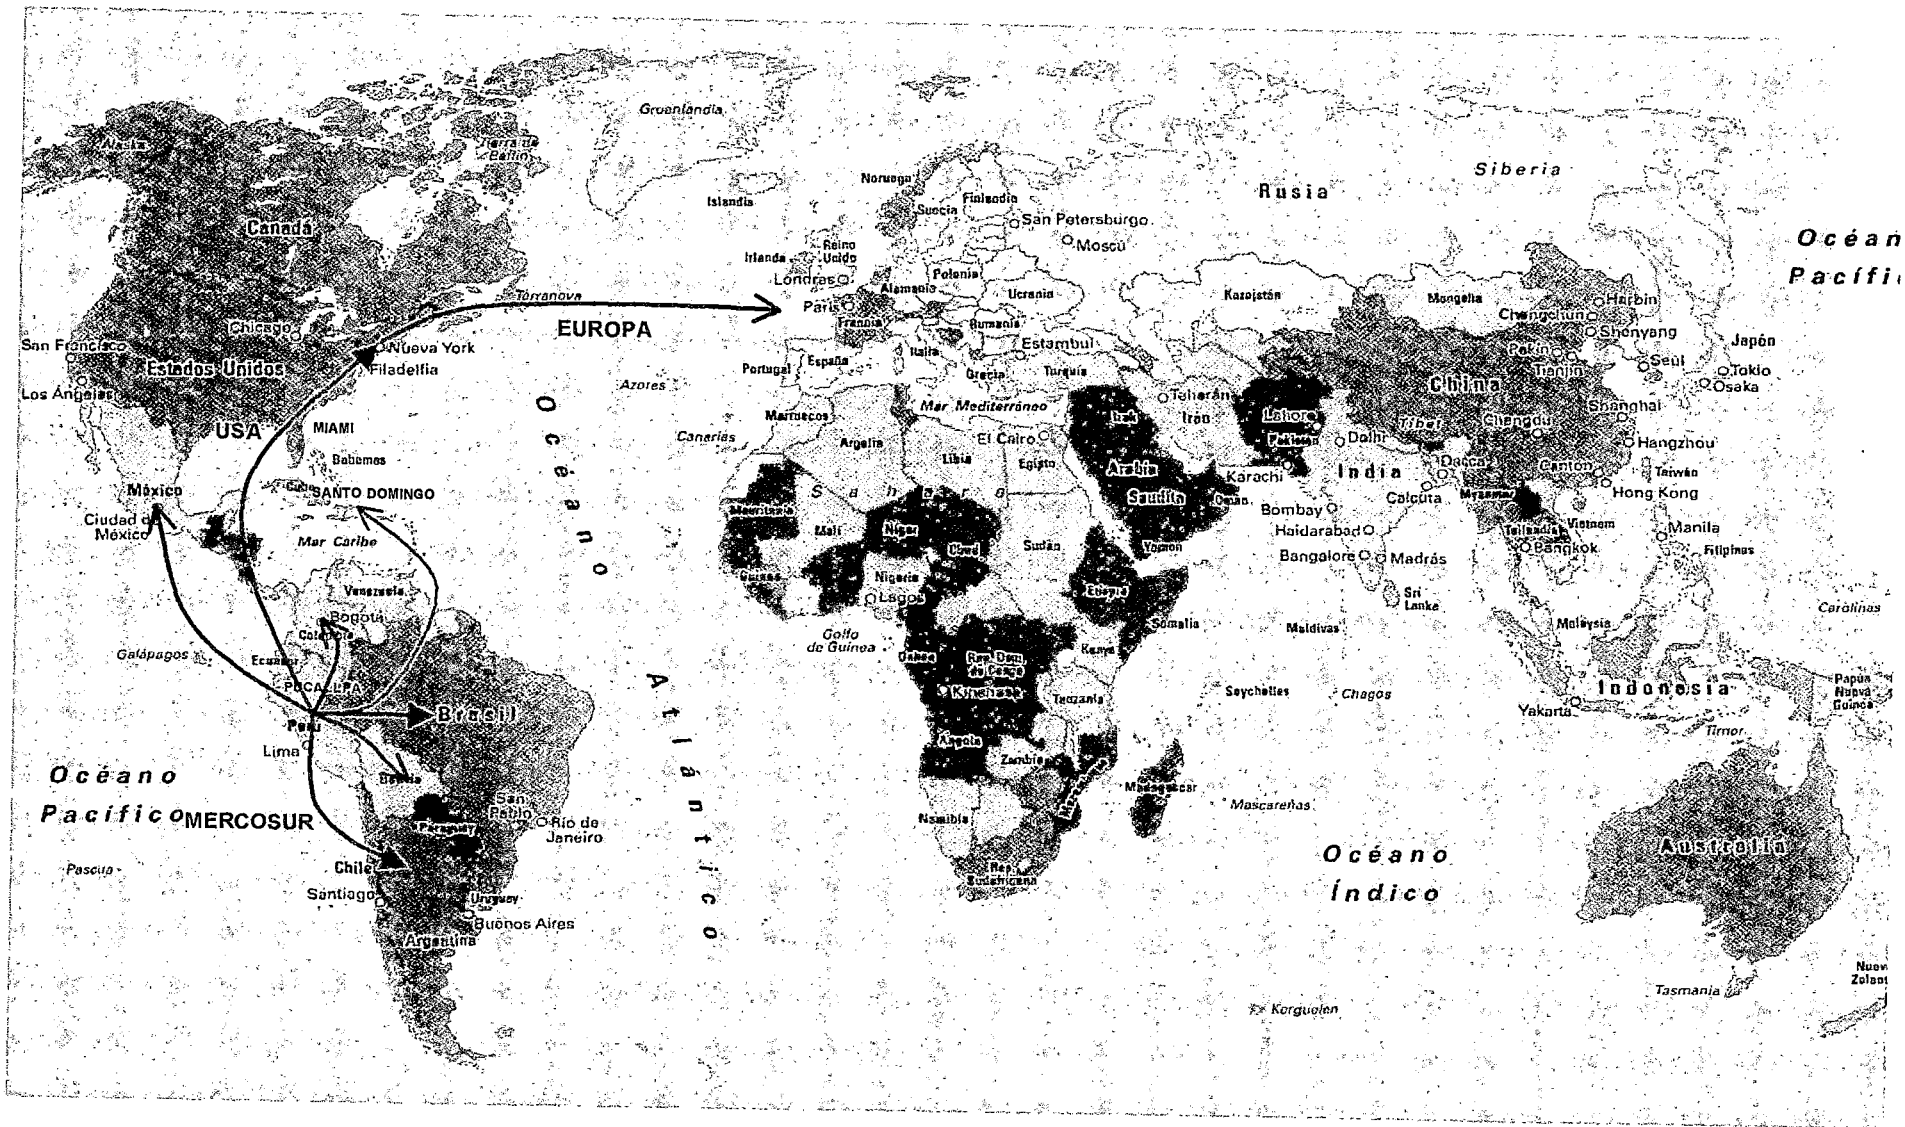 Groenlandia
Alaska
Tierra de
Baffin
Siberia
Noruega
Rusia
Islandia
Suecia
Finlandia
San Petersburgo
Canadá
Moscú
Océan
Pacífi
Reino
Unido
Irlanda
Londres
Polonia
Alemania
Terranova
Ucrania
Kazajstán
Mongolia
Harbin
Changchun
París
Francia
EUROPA
Rumania
Shenyang
Chicago
San Francisco
Nueva York
Estambul
Pekín
Seúl
Japón
Italia
España
Portugal
Estados Unidos
Filadelfia
Grecia
Turquía
Tianjin
Tokio
Osaka
China
Azores
Teherán
Irán
Los Ángeles
Mar Mediterráneo
Irak
Lahore
Shanghai
Marruecos
Tíbet
Chengdu
USA
MIAMI
Canarias
El Cairo
Pakistán
Delhi
Hangzhou
Argelia
Libia
Egipto
Bahamas
Arabia
Saudita
Karachi
India
Dacca
Cantón
Taiwán
México
Cuba
SANTO DOMINGO
Sahara
Omán
Calcuta
Myanmar
Hong Kong
Ciudad de
México
Mauritania
Malí
Níger
Chad
Sudán
Yemen
Bombay
Haidarabad
Tailandia
Vietnam
Manila
Filipinas
Mar Caribe
Bangalore
Madrás
Bangkok
Océano
Atlántico
Guinea
Nigeria
Lagos
Etiopía
Sri
Lanka
Venezuela
Bogotá
Colombia
Somalia
Maldivas
Malaysia
Carolinas
Golfo
de Guinea
Galápagos
Ecuador
Gabón
Rep. Dem.
de Congo
Kenya
PUCALLPA
Kinshasa
Tanzania
Seychelles
Chagos
Indonesia
Yakarta
Papúa
Nueva
Guinea
Perú
Brasil
Lima
Angola
Zambia
Timor
Bolivia
Océano
Pacífico
MERCOSUR
San
Paulo
Río de
Janeiro
Paraguay
Madagascar
Mascareñas
Namibia
Mozambique
Pascua
Chile
Rep.
Sudafricana
Océano
Índico
Australia
Santiago
Uruguay
Buenos Aires
Argentina
Tasmania
Kerguelen
Nuev
Zelan